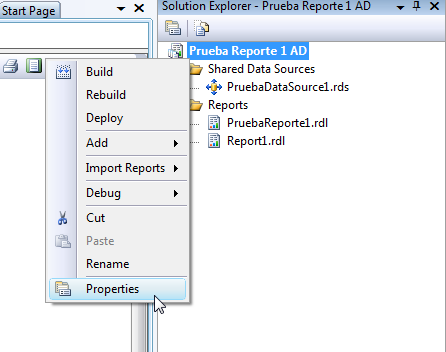 Start Page
Solution Explorer - Prueba Reporte 1 AD
Prueba Reporte 1 AD
Shared Data Sources
PruebaDataSource1.rds
Reports
PruebaReporte1.rdl
Report1.rdl
Build
Rebuild
Deploy
Add
Import Reports
Debug
Cut
Paste
Rename
Properties